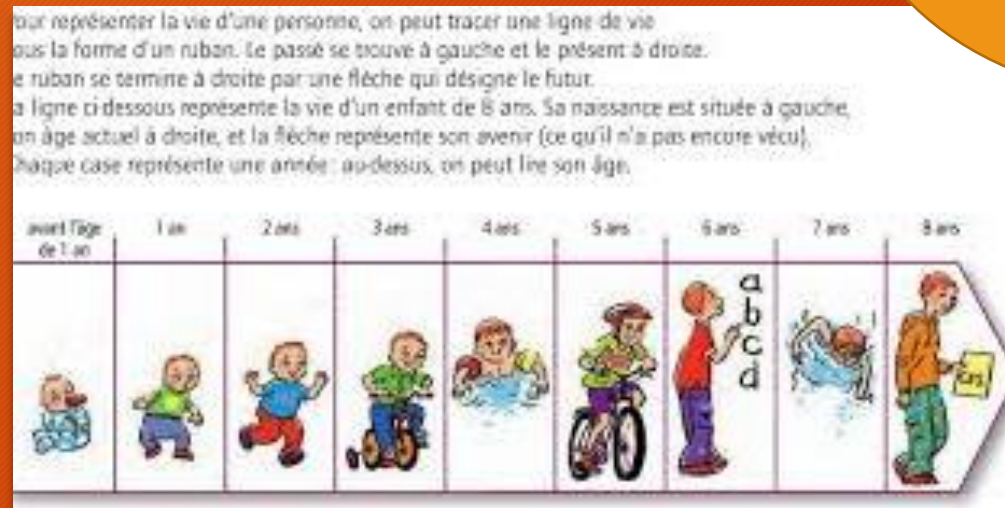 our représenter la vie d'une personne, on peut tracer une ligne de vie
ous la forme d'un ruban. Le passé se trouve à gauche et le présent à droite.
e ruban se termine à droite par une flèche qui désigne le futur.
a ligne ci-dessous représente la vie d'un enfant de 8 ans. Sa naissance est située à gauche,
on âge actuel à droite, et la flèche représente son avenir (ce qu'il n'a pas encore vécu).
haque case représente une année : au-dessus, on peut lire son âge.
avant l'âge de 1 an
1 an
2 ans
3 ans
4 ans
5 ans
6 ans
7 ans
8 ans
a
b
c
d